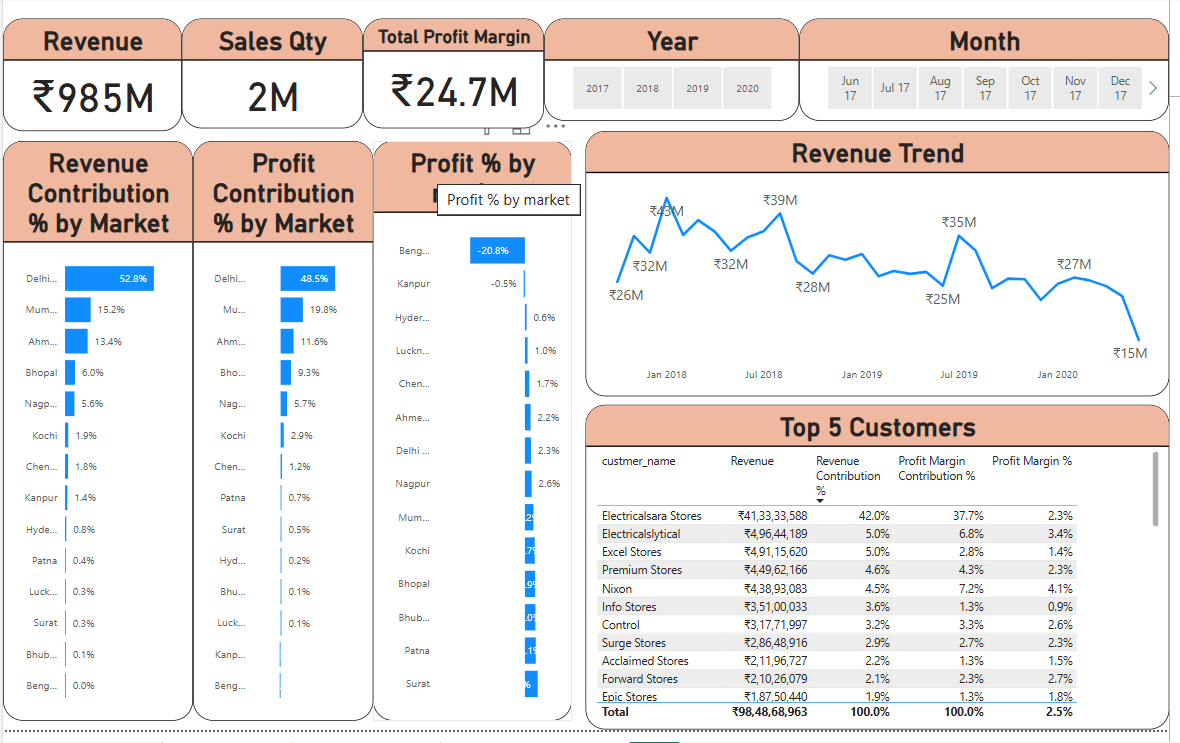 Revenue
₹985M
Sales Qty
2M
Total Profit Margin
₹24.7M
Year
2017 2018 2019 2020
Month
Jun 17 Jul 17 Aug 17 Sep 17 Oct 17 Nov 17 Dec 17
Revenue
Contribution
% by Market
Delhi... 52.8%
Mum... 15.2%
Ahm... 13.4%
Bhopal 6.0%
Nagp... 5.6%
Kochi 1.9%
Chen... 1.8%
Kanpur 1.4%
Hyde... 0.8%
Patna 0.4%
Luck... 0.3%
Surat 0.3%
Bhub... 0.1%
Beng... 0.0%
Profit
Contribution
% by Market
Delhi... 48.5%
Mu... 19.8%
Ahm... 11.6%
Bho... 9.3%
Nag... 5.7%
Kochi 2.9%
Chen... 1.2%
Patna 0.7%
Surat 0.5%
Hyd... 0.2%
Bhu... 0.1%
Luck... 0.1%
Kanp...
Beng...
Profit % by
Profit % by market
Beng... -20.8%
Kanpur -0.5%
Hyder... 0.6%
Luckn... 1.0%
Chen... 1.7%
Ahme... 2.2%
Delhi ... 2.3%
Nagpur 2.6%
Mum...
Kochi
Bhopal
Bhub...
Patna
Surat
Revenue Trend
₹26M
₹32M
₹43M
₹32M
₹39M
₹28M
₹25M
₹35M
₹27M
₹15M
Jan 2018 Jul 2018 Jan 2019 Jul 2019 Jan 2020
Top 5 Customers
custmer_name Revenue Revenue Contribution % Profit Margin Contribution % Profit Margin %
Electricalsara Stores ₹41,33,33,588 42.0% 37.7% 2.3%
Electricalslytical ₹4,96,44,189 5.0% 6.8% 3.4%
Excel Stores ₹4,91,15,620 5.0% 2.8% 1.4%
Premium Stores ₹4,49,62,166 4.6% 4.3% 2.3%
Nixon ₹4,38,93,083 4.5% 7.2% 4.1%
Info Stores ₹3,51,00,033 3.6% 1.3% 0.9%
Control ₹3,17,71,997 3.2% 3.3% 2.6%
Surge Stores ₹2,86,48,916 2.9% 2.7% 2.3%
Acclaimed Stores ₹2,11,96,727 2.2% 1.3% 1.5%
Forward Stores ₹2,10,26,079 2.1% 2.3% 2.7%
Epic Stores ₹1,87,50,440 1.9% 1.3% 1.8%
Total ₹98,48,68,963 100.0% 100.0% 2.5%